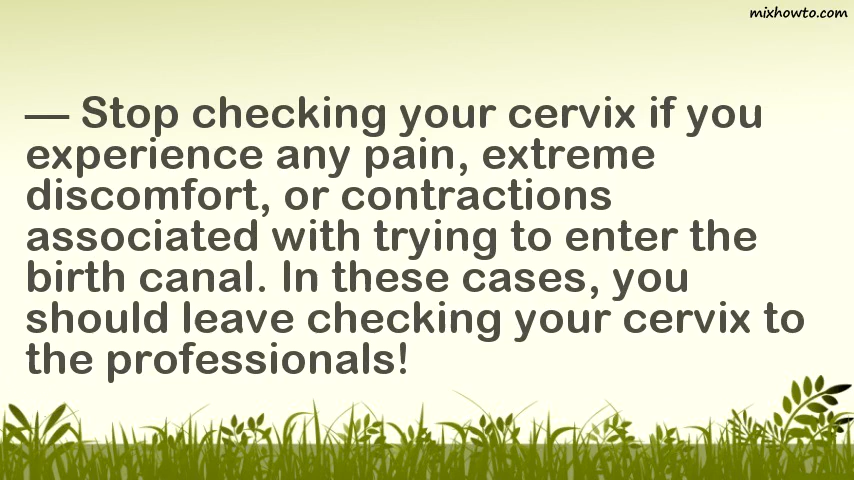 mixhowto.com
— Stop checking your cervix if you
experience any pain, extreme
discomfort, or contractions
associated with trying to enter the
birth canal. In these cases, you
should leave checking your cervix to
the professionals!